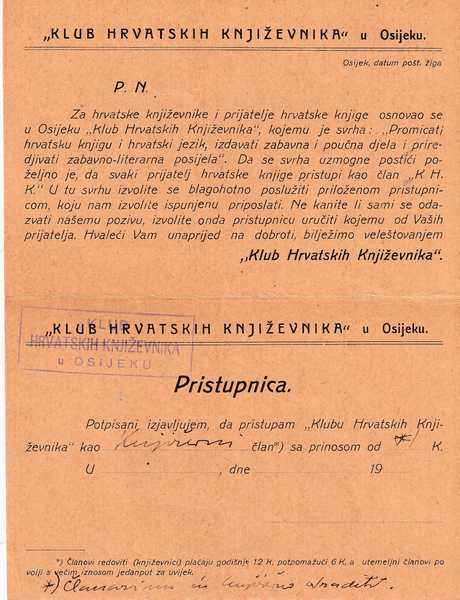 „KLUB HRVATSKIH KNJIŽEVNIKA“ u Osijeku.
Osijek, datum pošt. žiga
P. N.
Za hrvatske književnike i prijatelje hrvatske knjige osnovao se
u Osijeku „Klub Hrvatskih Književnika“, kojemu je svrha: „Promicati
hrvatsku knjigu i hrvatski jezik, izdavati zabavna i poučna djela i prire-
djivati zabavno-literarna posijela“. Da se svrha uzmogne postići po-
željno je, da svaki prijatelj hrvatske knjige pristupi kao član „K H.
K.“ U tu svrhu izvolite se blagohotno poslužiti priloženom pristupni-
com, koju nam izvolite ispunjenu priposlati. Ne kanite li sami se oda-
zvati našemu pozivu, izvolite onda pristupnicu uručiti kojemu od Vaših
prijatelja. Hvaleći Vam unaprijed na dobroti, bilježimo veleštovanjem
„Klub Hrvatskih Književnika“.
KLUB
HRVATSKIH KNJIŽEVNIKA
u OSIJEKU
„KLUB HRVATSKIH KNJIŽEVNIKA“ u Osijeku.
Pristupnica.
Potpisani izjavljujem, da pristupam „Klubu Hrvatskih Knji-
ževnika“ kao književni član*) sa prinosom od *) K.
U , dne 19
*) Članovi redoviti (književnici) plaćaju godišnje 12 K, potpomažući 6 K, a utemeljni članovi po
volji s većim iznosom jedanput za uvijek.
*)